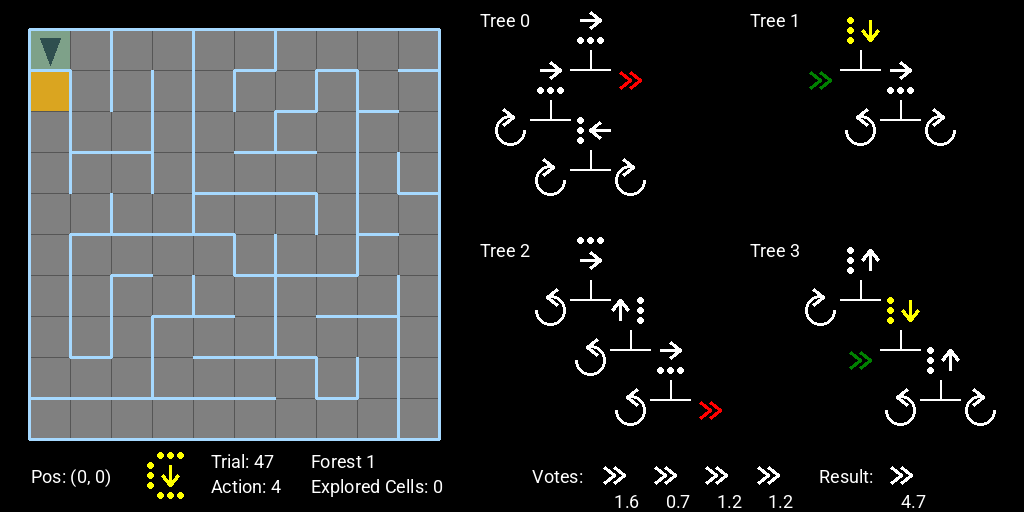 Tree 0
Tree 1
Tree 2
Tree 3
Pos: (0, 0)
Trial: 47
Forest 1
Action: 4
Explored Cells: 0
Votes:
1.6
0.7
1.2
1.2
Result:
4.7